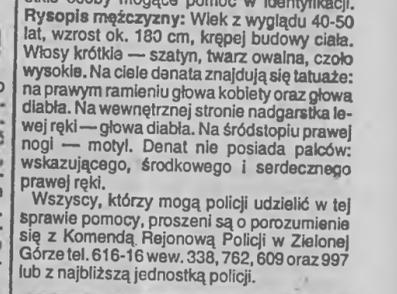 osoby mogące pomóc w identyfikacji.
Rysopis mężczyzny: Wiek z wyglądu 40-50
lat, wzrost ok. 180 cm, krępej budowy ciała.
Włosy krótkie — szatyn, twarz owalna, czoło
wysokie. Na ciele denata znajdują się tatuaże:
na prawym ramieniu głowa kobiety oraz głowa
diabła. Na wewnętrznej stronie nadgarstka le-
wej ręki — głowa diabła. Na śródstopiu prawej
nogi — motyl. Denat nie posiada palców:
wskazującego, środkowego i serdecznego
prawej ręki.
Wszyscy, którzy mogą policji udzielić w tej
sprawie pomocy, proszeni są o porozumienie
się z Komendą Rejonową Policji w Zielonej
Górze tel. 616-16 wew. 338, 762, 609 oraz 997
lub z najbliższą jednostką policji.